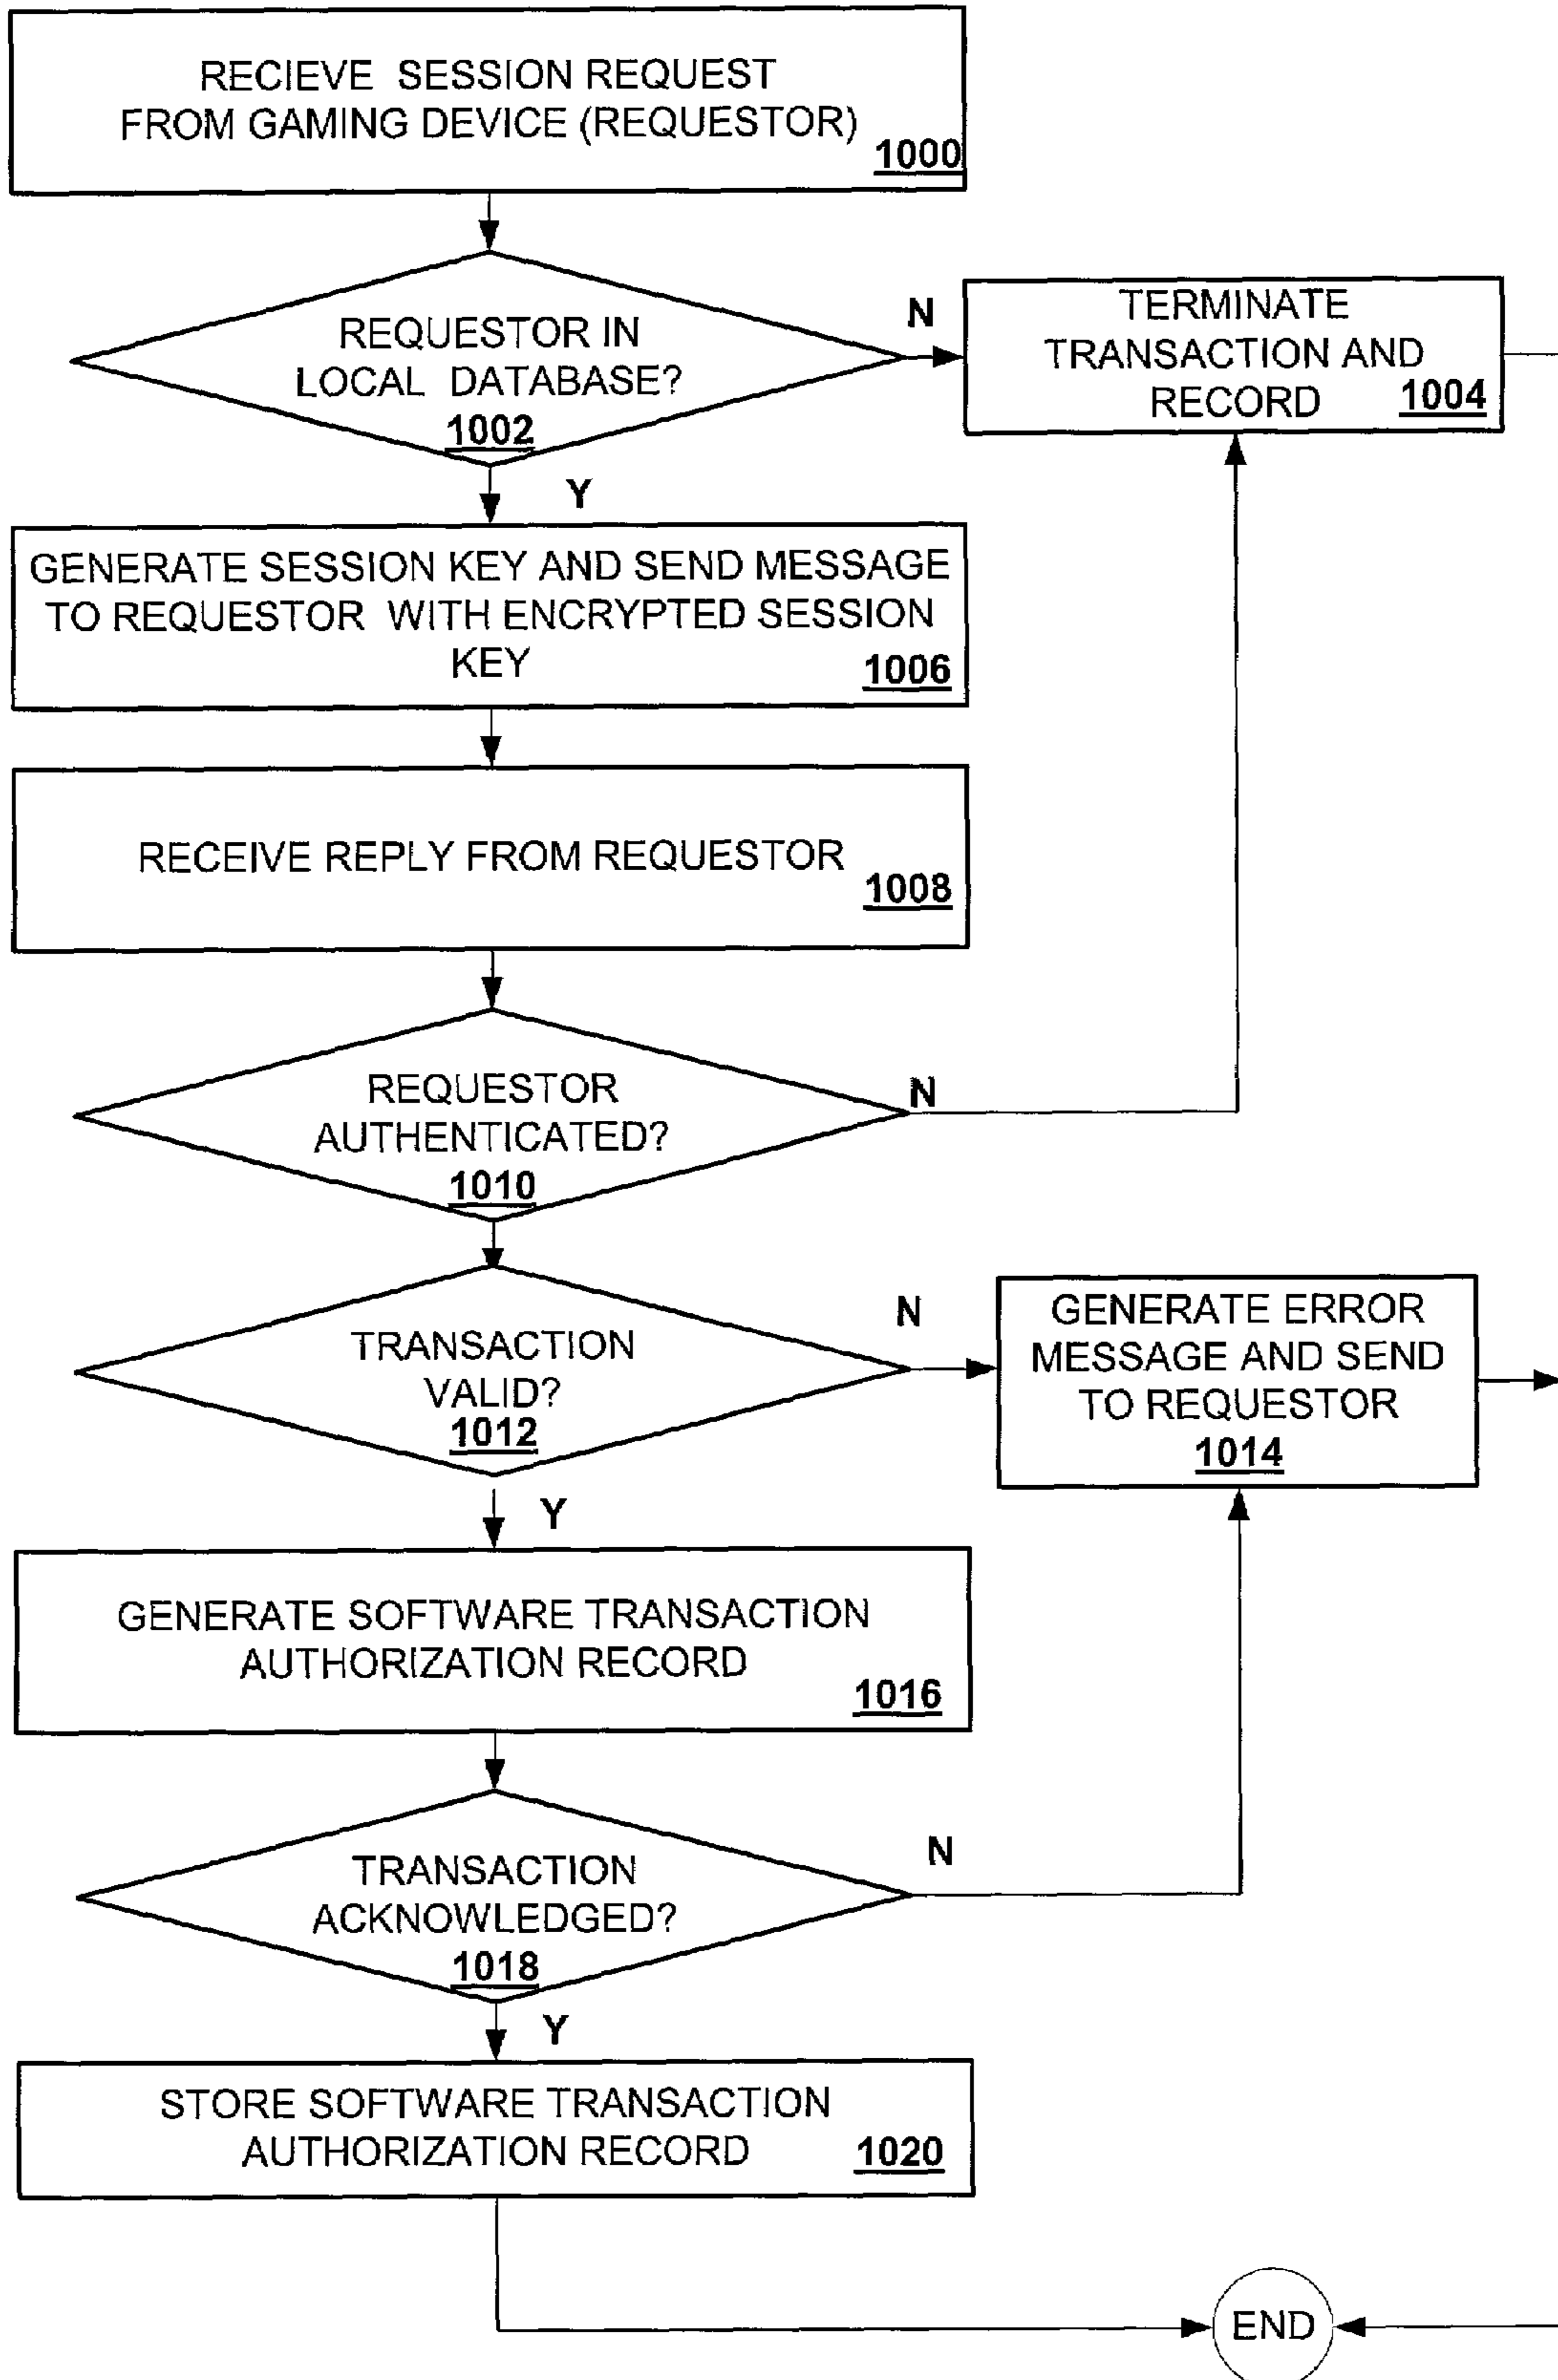 RECIEVE SESSION REQUEST
FROM GAMING DEVICE (REQUESTOR)
1000
REQUESTOR IN
LOCAL DATABASE?
1002
N
TERMINATE
TRANSACTION AND
RECORD 1004
Y
GENERATE SESSION KEY AND SEND MESSAGE
TO REQUESTOR WITH ENCRYPTED SESSION
KEY
1006
RECEIVE REPLY FROM REQUESTOR
1008
REQUESTOR
AUTHENTICATED?
1010
N
TRANSACTION
VALID?
1012
N
GENERATE ERROR
MESSAGE AND SEND
TO REQUESTOR
1014
Y
GENERATE SOFTWARE TRANSACTION
AUTHORIZATION RECORD
1016
TRANSACTION
ACKNOWLEDGED?
1018
N
Y
STORE SOFTWARE TRANSACTION
AUTHORIZATION RECORD 1020
END